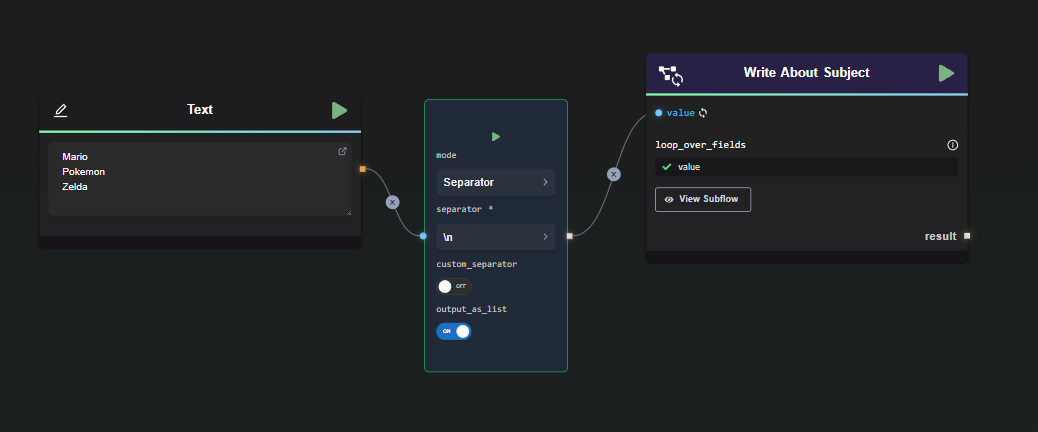 Text
Mario
Pokemon
Zelda
x
mode
Separator
separator *
\n
custom_separator
OFF
output_as_list
ON
x
Write About Subject
value
loop_over_fields
value
View Subflow
result